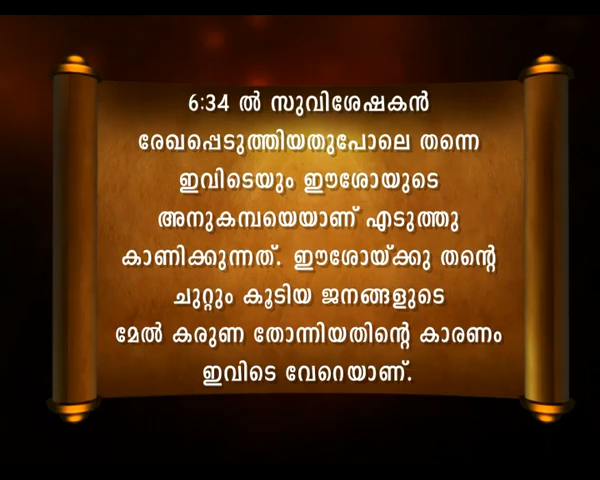 6:34 ൽ സുവിശേഷകൻ
രേഖപ്പെടുത്തിയതുപോലെ തന്നെ
ഇവിടെയും ഈശോയുടെ
അനുകമ്പയെയാണ് എടുത്തു
കാണിക്കുന്നത്. ഈശോയ്ക്കു തന്റെ
ചുറ്റും കൂടിയ ജനങ്ങളുടെ
മേൽ കരുണ തോന്നിയതിന്റെ കാരണം
ഇവിടെ വേറെയാണ്.